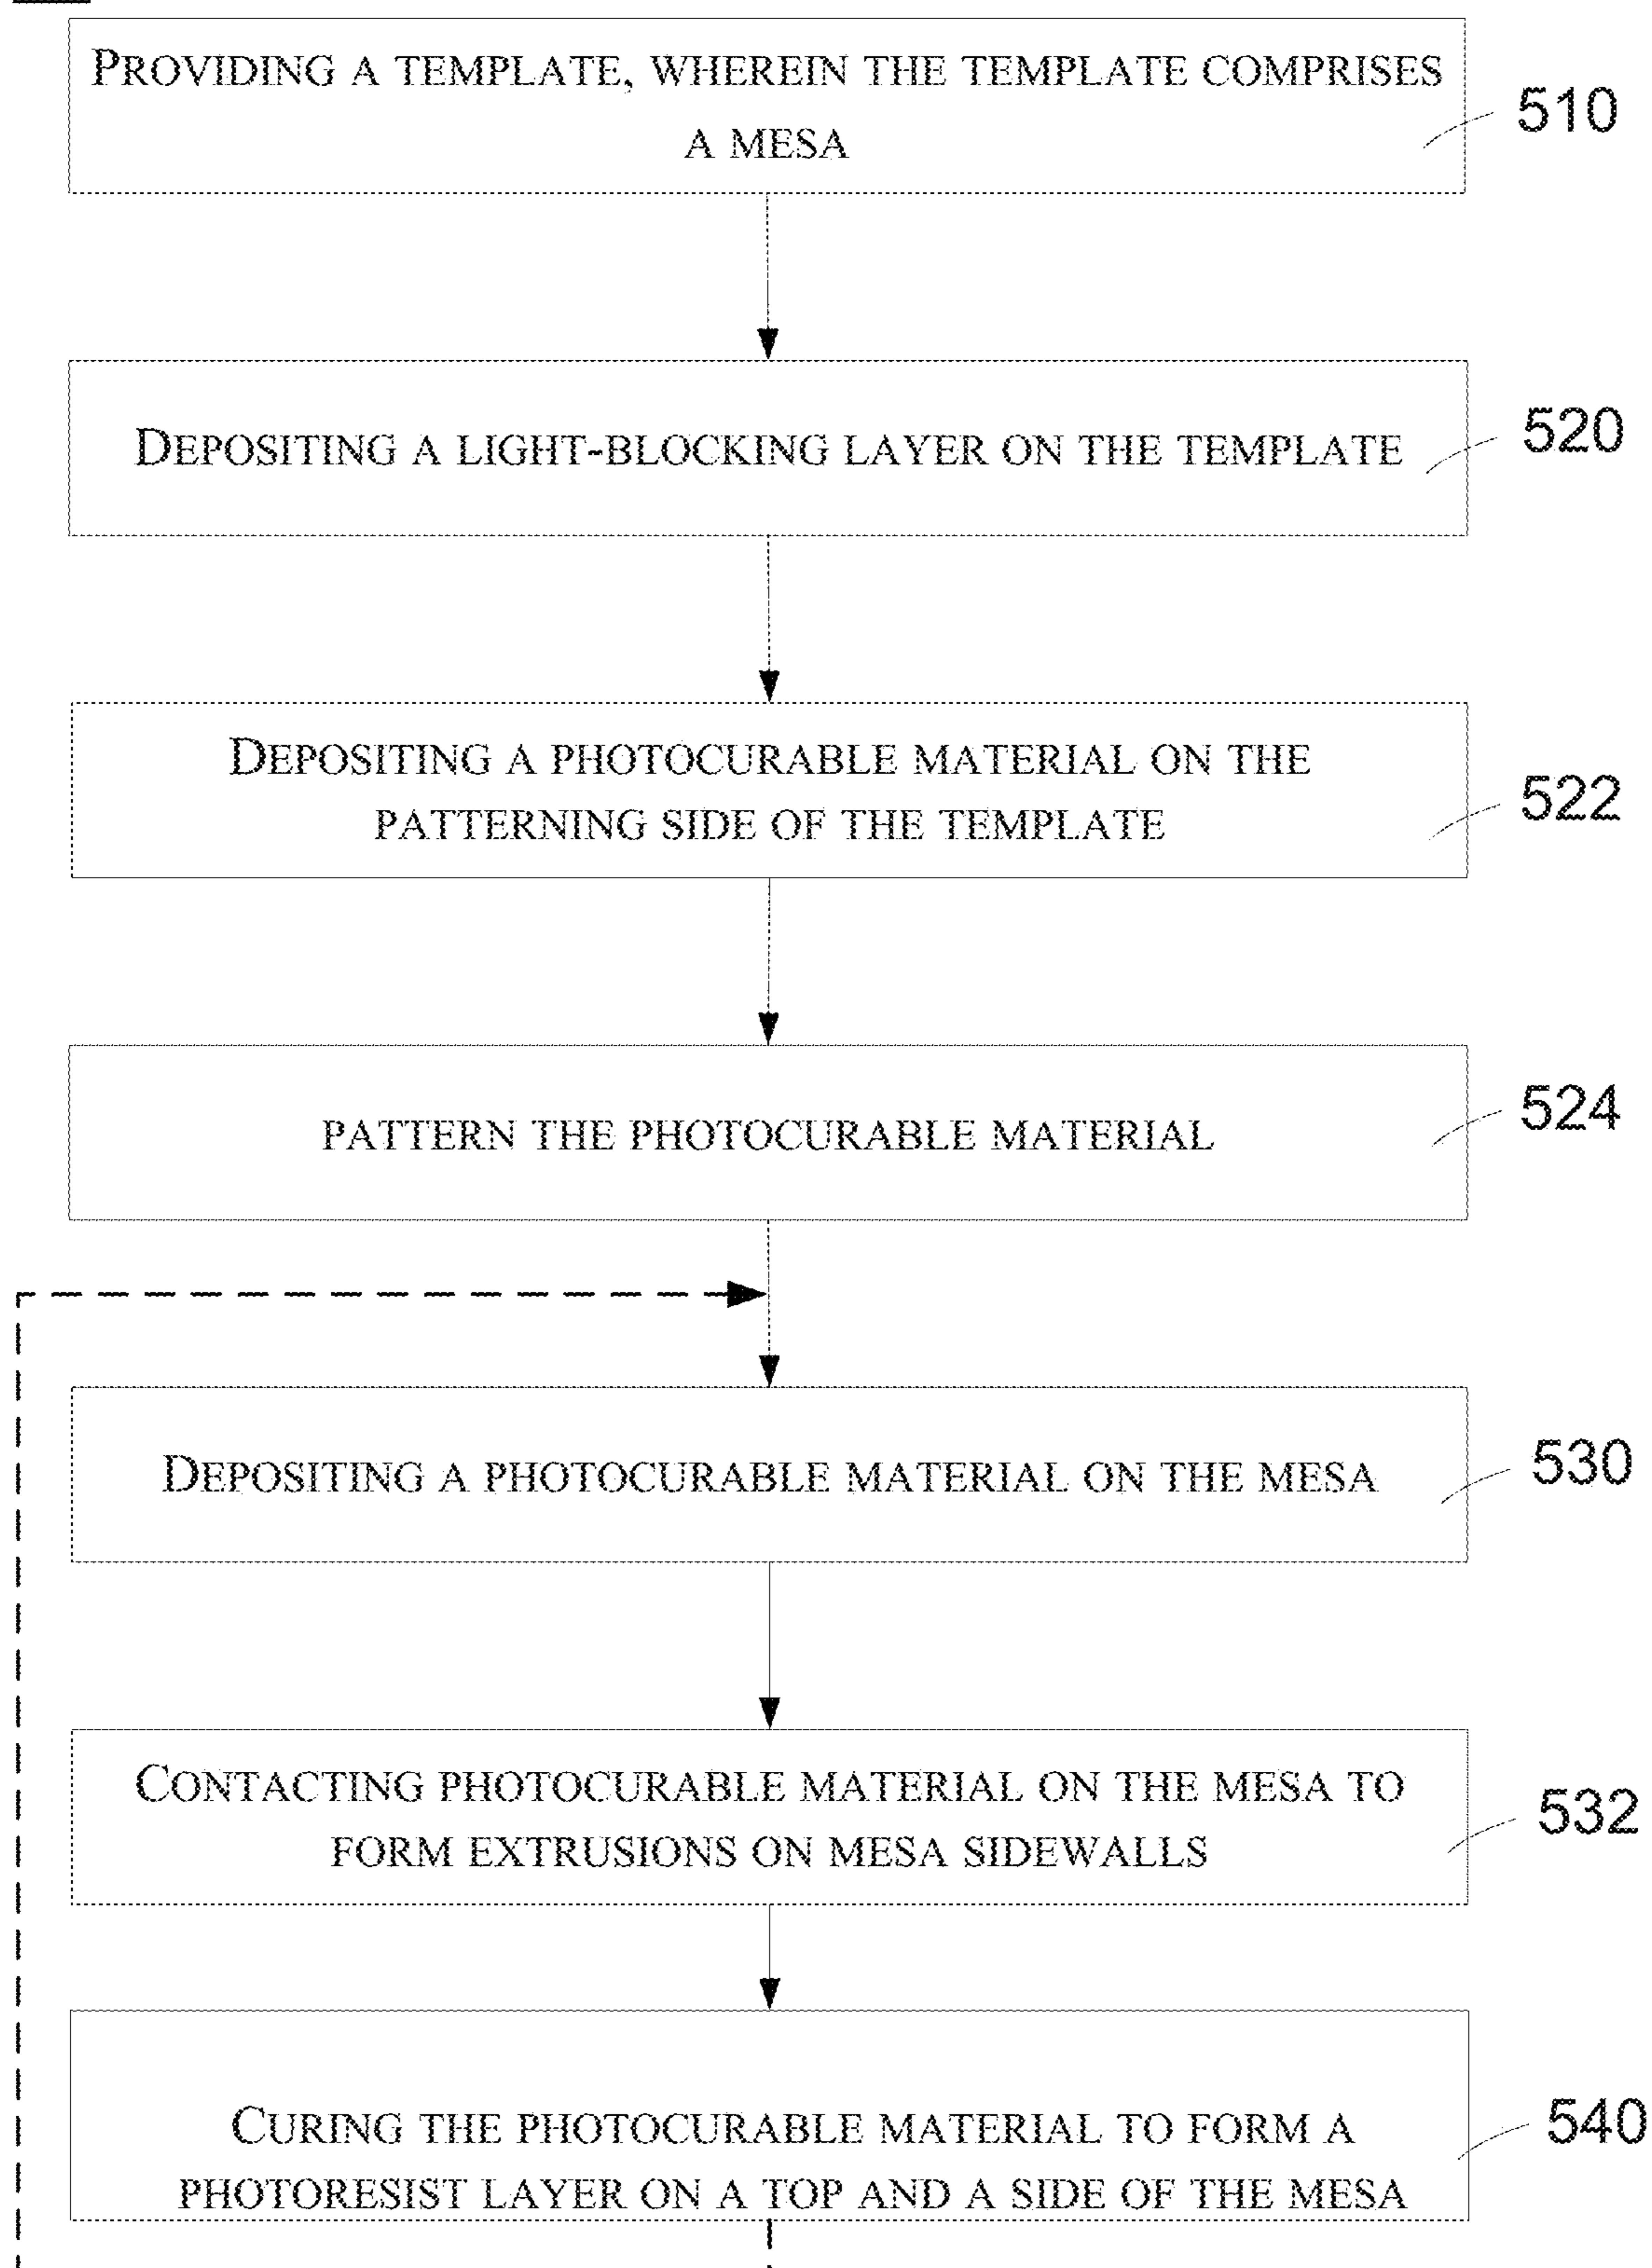 PROVIDING A TEMPLATE, WHEREIN THE TEMPLATE COMPRISES
A MESA
510
DEPOSITING A LIGHT-BLOCKING LAYER ON THE TEMPLATE
520
DEPOSITING A PHOTOCURABLE MATERIAL ON THE
PATTERNING SIDE OF THE TEMPLATE
522
PATTERN THE PHOTOCURABLE MATERIAL
524
DEPOSITING A PHOTOCURABLE MATERIAL ON THE MESA
530
CONTACTING PHOTOCURABLE MATERIAL ON THE MESA TO
FORM EXTRUSIONS ON MESA SIDEWALLS
532
CURING THE PHOTOCURABLE MATERIAL TO FORM A
PHOTORESIST LAYER ON A TOP AND A SIDE OF THE MESA
540